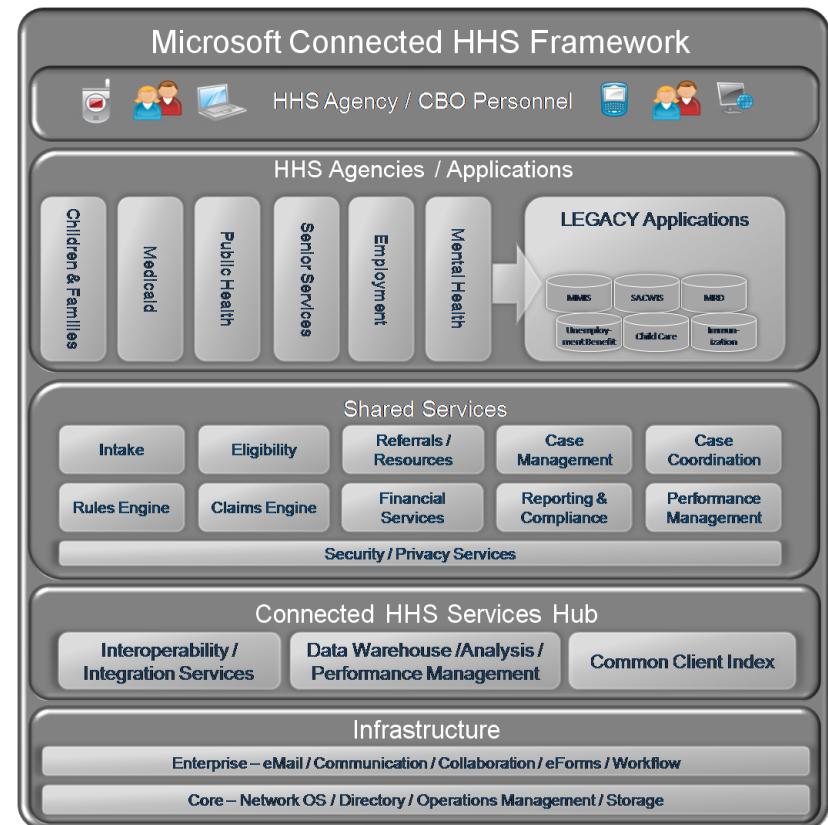 Microsoft Connected HHS Framework
HHS Agency / CBO Personnel
HHS Agencies / Applications
Children & Families
Medicaid
Public Health
Senior Services
Employment
Mental Health
LEGACY Applications
MMIS
SACWIS
MRD
Unemploy-
ment Benefit
Child Care
Immun-
ization
Shared Services
Intake
Eligibility
Referrals /
Resources
Case
Management
Case
Coordination
Rules Engine
Claims Engine
Financial
Services
Reporting &
Compliance
Performance
Management
Security / Privacy Services
Connected HHS Services Hub
Interoperability /
Integration Services
Data Warehouse /Analysis /
Performance Management
Common Client Index
Infrastructure
Enterprise – eMail / Communication / Collaboration / eForms / Workflow
Core – Network OS / Directory / Operations Management / Storage